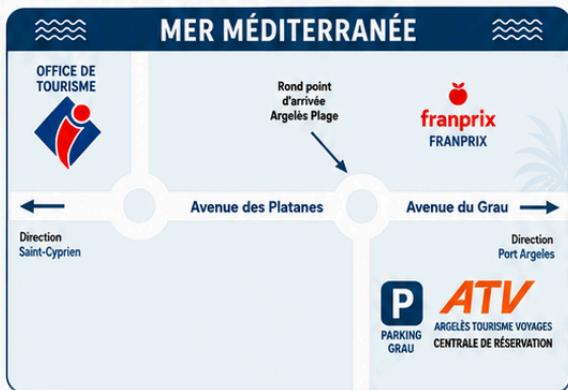 MER MÉDITERRANÉE
OFFICE DE
TOURISME
Rond point
d'arrivée
Argelès Plage
franprix
FRANPRIX
Avenue des Platanes
Avenue du Grau
Direction
Saint-Cyprien
Direction
Port Argeles
P
PARKING
GRAU
ATV
ARGELÈS TOURISME VOYAGES
CENTRALE DE RÉSERVATION